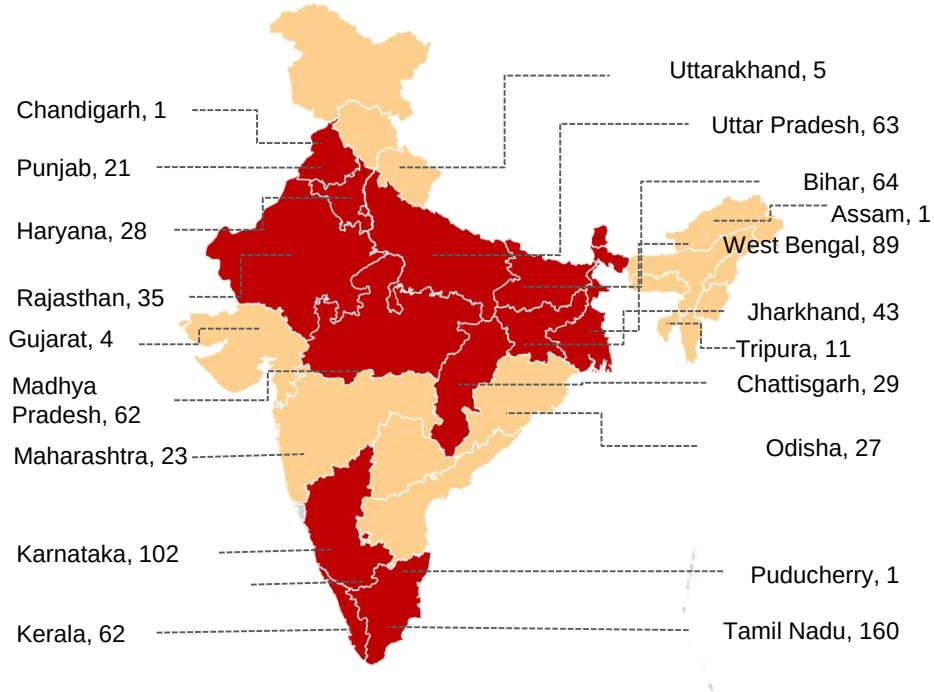 Uttarakhand, 5
Chandigarh, 1
Uttar Pradesh, 63
Punjab, 21
Bihar, 64
Assam, 1
Haryana, 28
West Bengal, 89
Rajasthan, 35
Jharkhand, 43
Gujarat, 4
Tripura, 11
Madhya
Pradesh, 62
Chattisgarh, 29
Odisha, 27
Maharashtra, 23
Karnataka, 102
Puducherry, 1
Kerala, 62
Tamil Nadu, 160